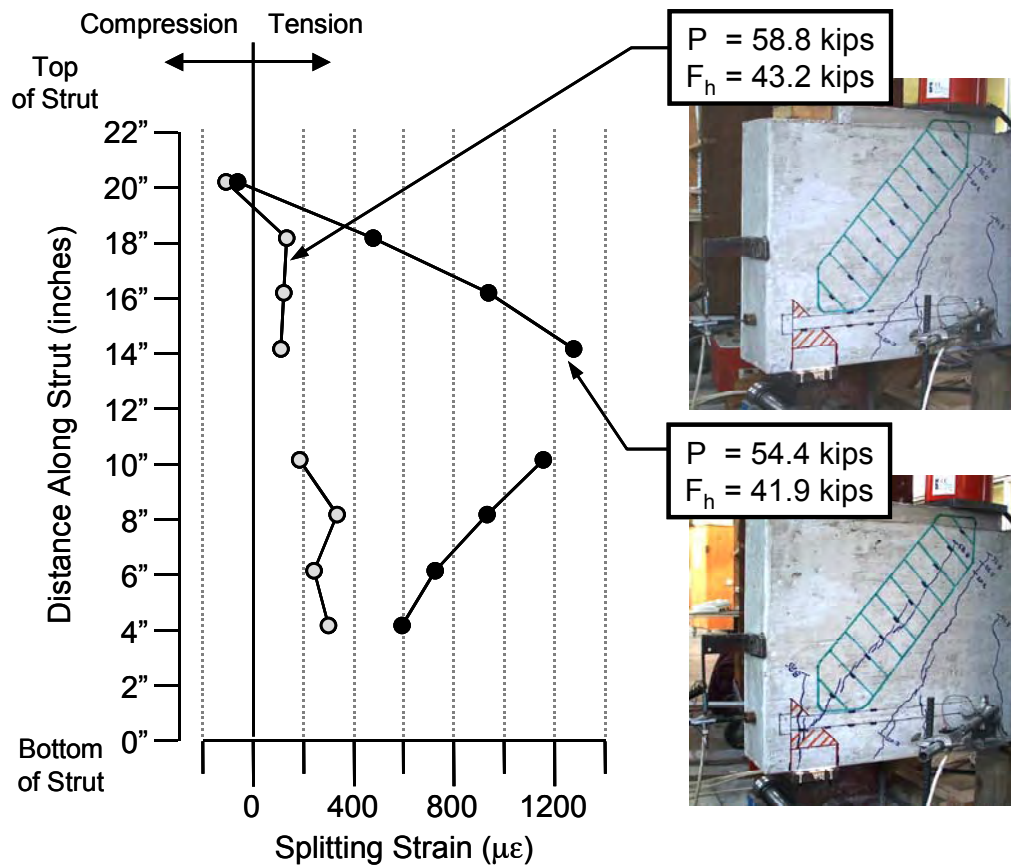 Compression Tension
Top
of Strut
22”
20”
18”
16”
14”
12”
10”
8”
6”
4”
2”
0”
Distance Along Strut (inches)
Bottom
of Strut
0 400 800 1200
Splitting Strain (με)
P = 58.8 kips
Fₕ = 43.2 kips
P = 54.4 kips
Fₕ = 41.9 kips